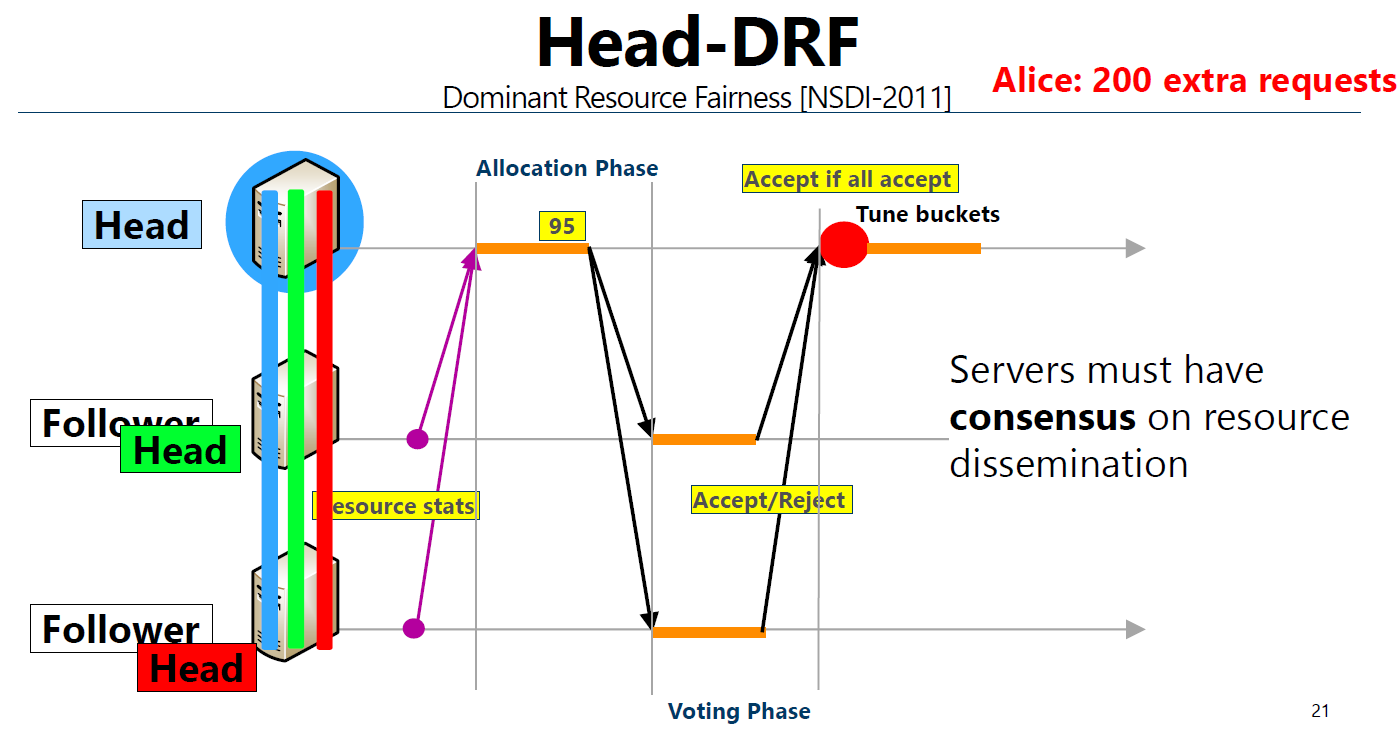 Head-DRF
Dominant Resource Fairness [NSDI-2011]
Alice: 200 extra requests
Allocation Phase
Accept if all accept
Head
95
Tune buckets
Servers must have
consensus on resource
dissemination
Follower
Head
esource stats
Accept/Reject
Follower
Head
Voting Phase
21